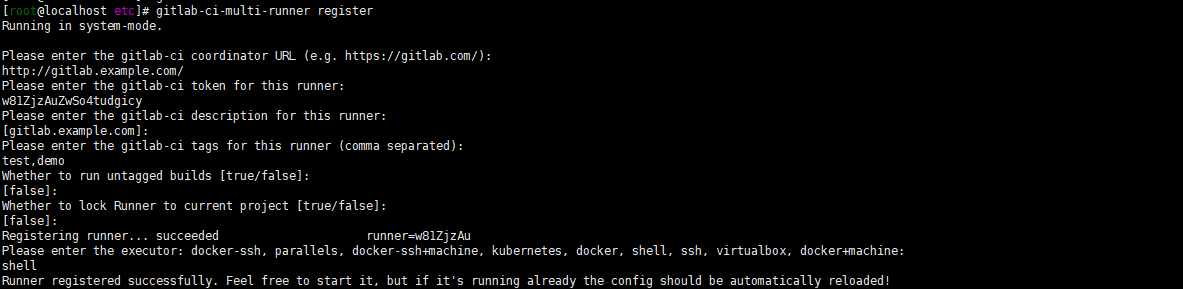 [root@localhost etc]# gitlab-ci-multi-runner register
Running in system-mode.
Please enter the gitlab-ci coordinator URL (e.g. https://gitlab.com/):
http://gitlab.example.com/
Please enter the gitlab-ci token for this runner:
w81ZjzAuZwSo4tudgicy
Please enter the gitlab-ci description for this runner:
[gitlab.example.com]:
Please enter the gitlab-ci tags for this runner (comma separated):
test,demo
Whether to run untagged builds [true/false]:
[false]:
Whether to lock Runner to current project [true/false]:
[false]:
Registering runner... succeeded                     runner=w81ZjzAu
Please enter the executor: docker-ssh, parallels, docker-ssh+machine, kubernetes, docker, shell, ssh, virtualbox, docker+machine:
shell
Runner registered successfully. Feel free to start it, but if it's running already the config should be automatically reloaded!